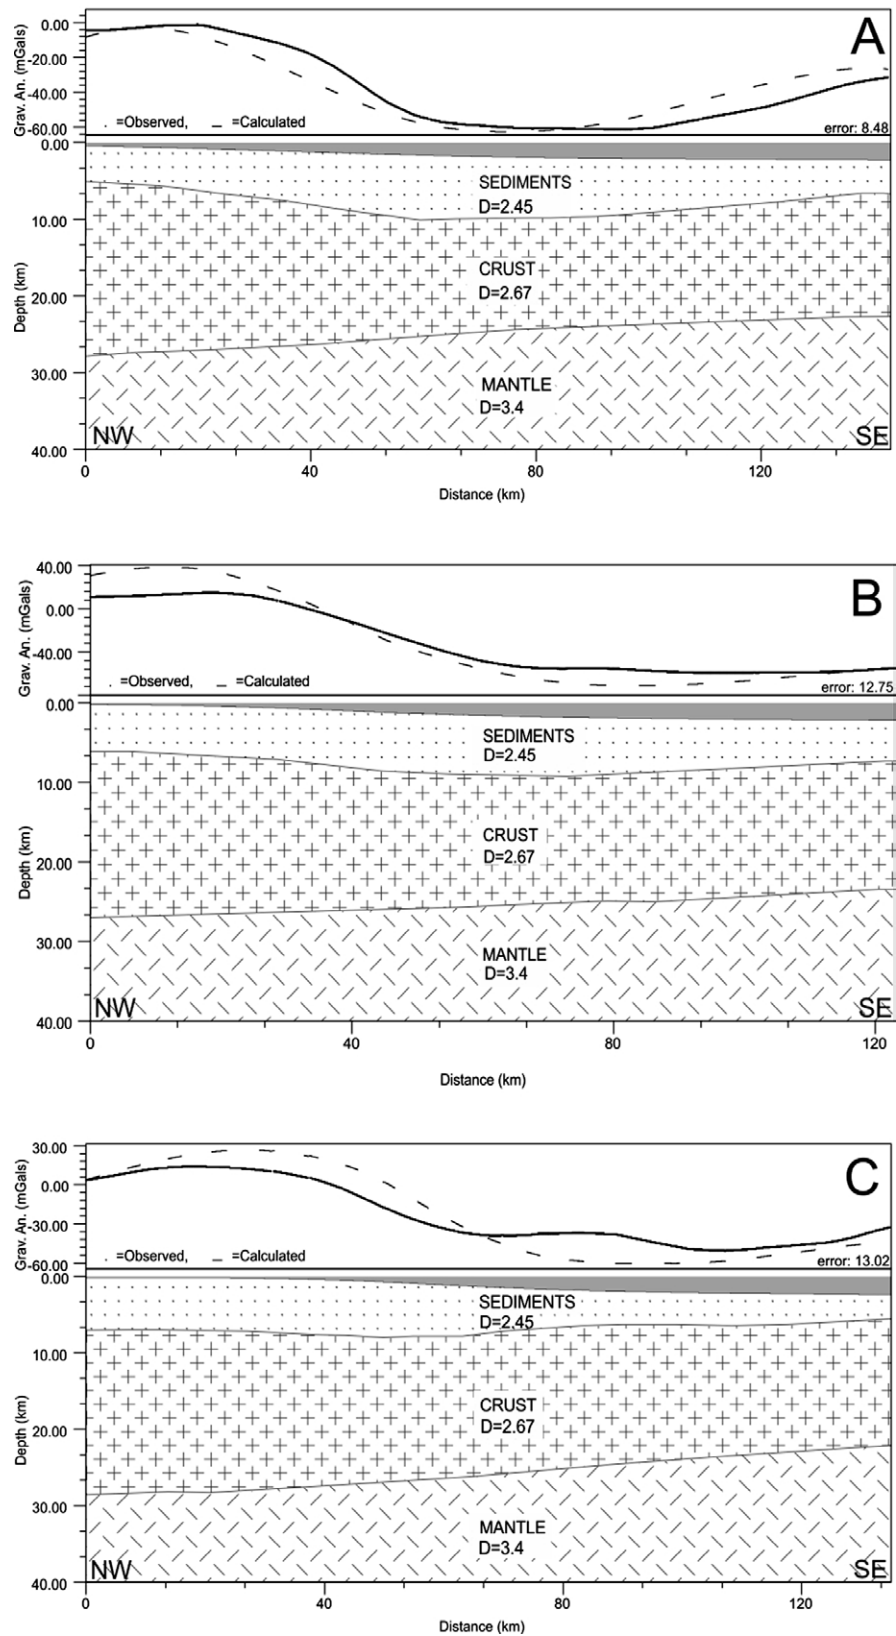 A
Grav. An. (mGals)
0.00
-20.00
-40.00
-60.00
. =Observed, _ =Calculated
error: 8.48
0.00
10.00
20.00
30.00
40.00
Depth (km)
SEDIMENTS
D=2.45
CRUST
D=2.67
MANTLE
D=3.4
NW SE
0 40 80 120
Distance (km)
B
Grav. An. (mGals)
40.00
0.00
-40.00
. =Observed, _ =Calculated
error: 12.75
0.00
10.00
20.00
30.00
40.00
Depth (km)
SEDIMENTS
D=2.45
CRUST
D=2.67
MANTLE
D=3.4
NW SE
0 40 80 120
Distance (km)
C
Grav. An. (mGals)
30.00
0.00
-30.00
-60.00
. =Observed, _ =Calculated
error: 13.02
0.00
10.00
20.00
30.00
40.00
Depth (km)
SEDIMENTS
D=2.45
CRUST
D=2.67
MANTLE
D=3.4
NW SE
0 40 80 120
Distance (km)